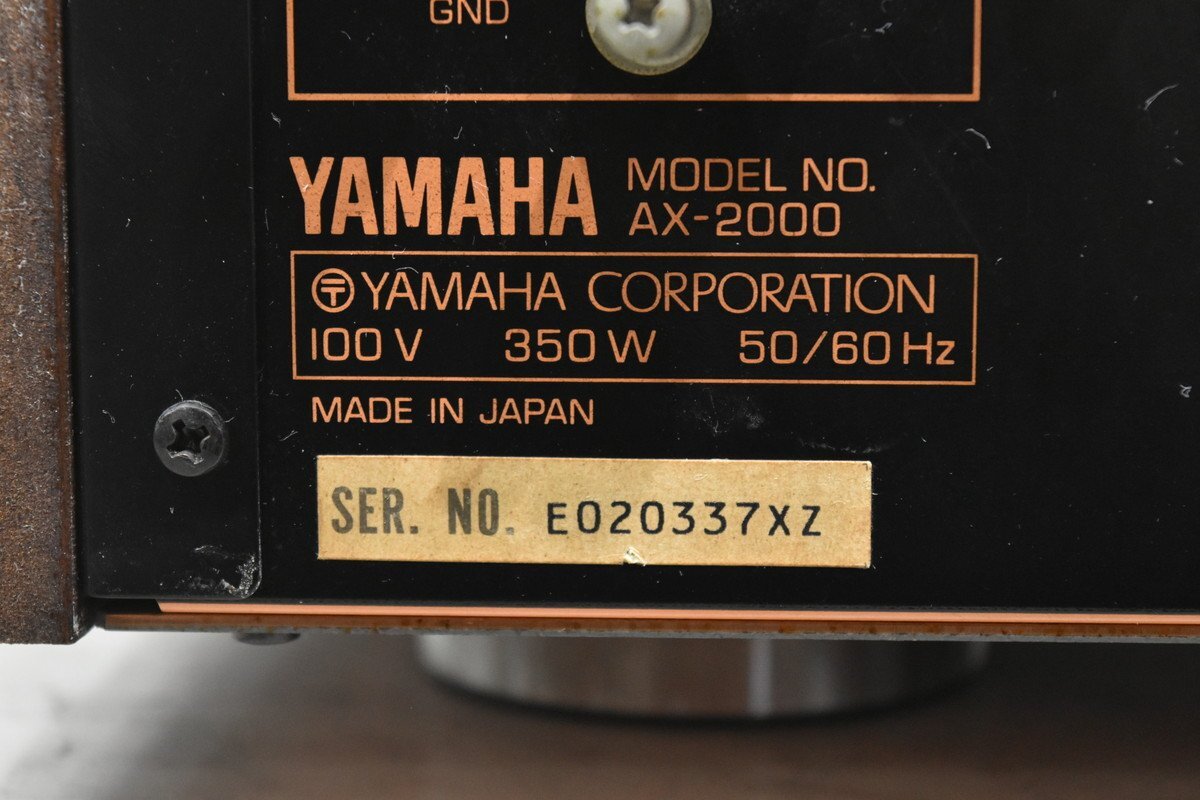 GND
YAMAHA MODEL NO.
AX-2000
〶YAMAHA CORPORATION
100 V 350 W 50/60 Hz
MADE IN JAPAN
SER. NO. E020337XZ